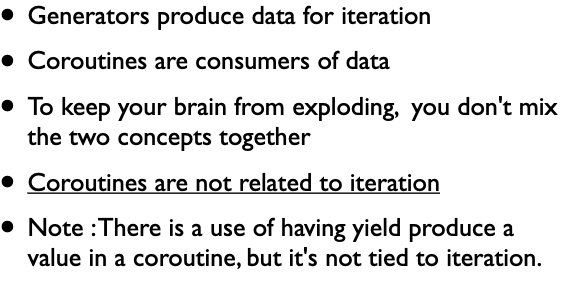 • Generators produce data for iteration
• Coroutines are consumers of data
• To keep your brain from exploding, you don't mix
the two concepts together
• Coroutines are not related to iteration
• Note : There is a use of having yield produce a
value in a coroutine, but it's not tied to iteration.